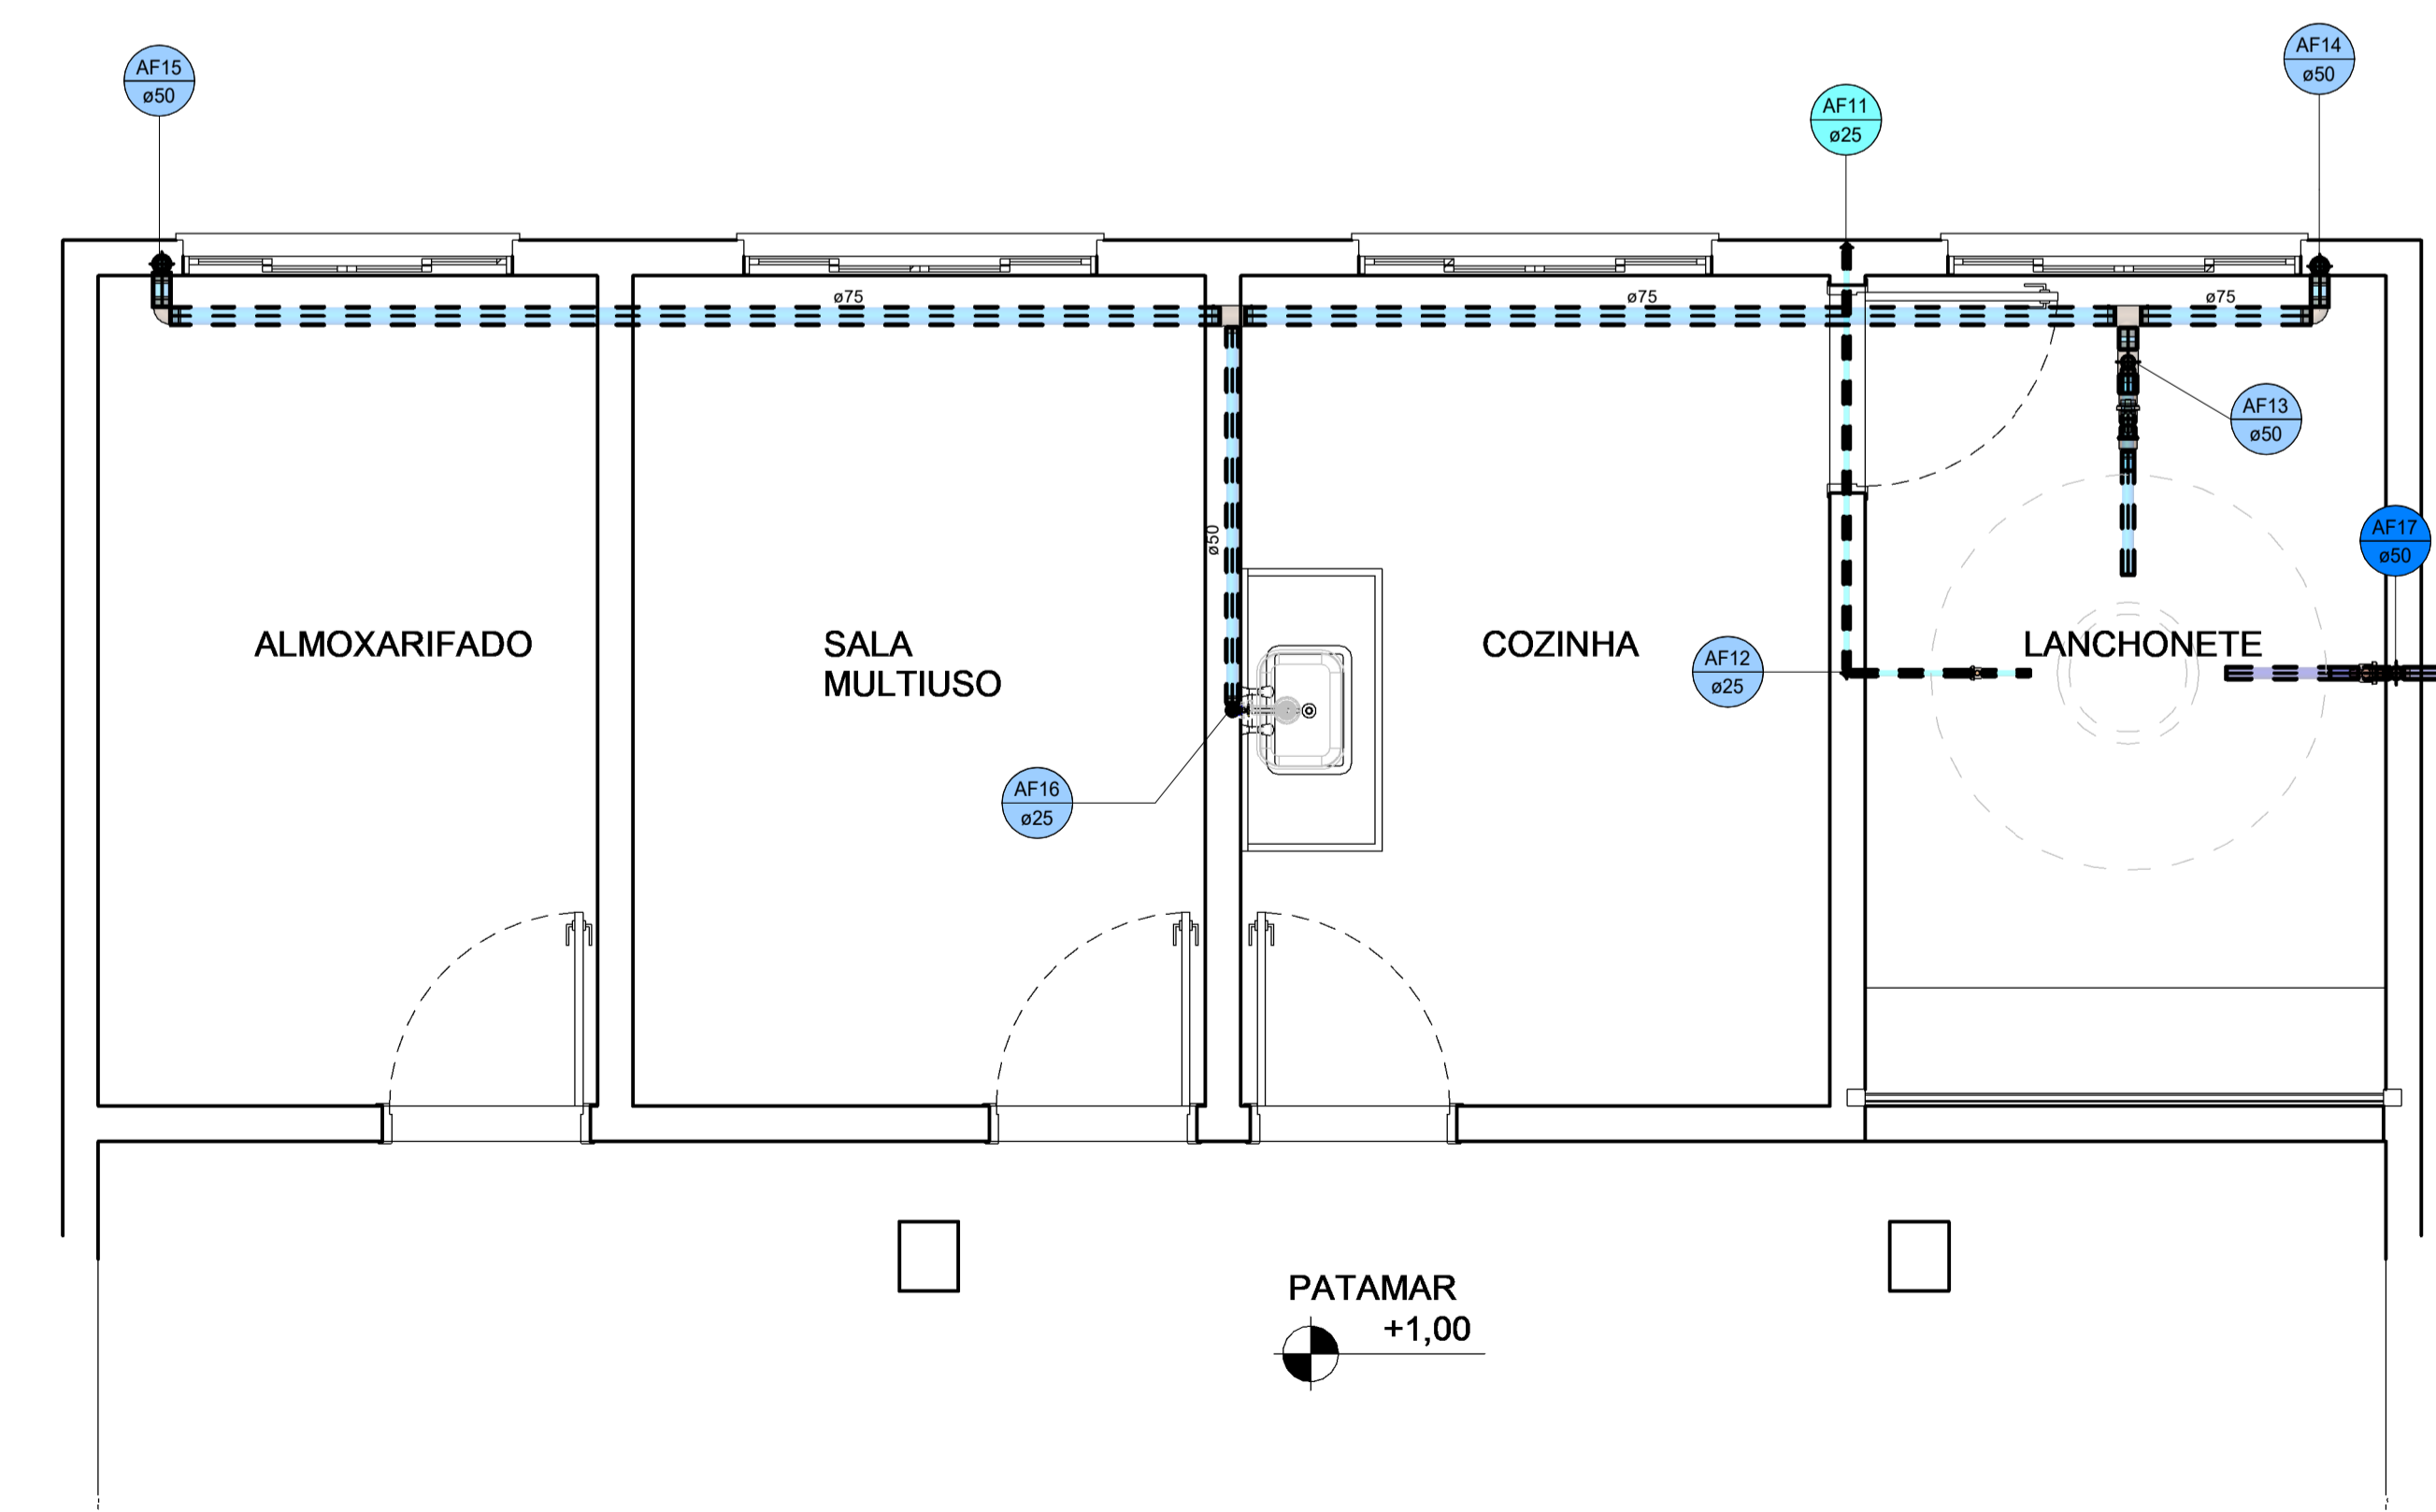 AF15
ø50
AF14
ø50
AF11
ø25
ø75
ø75
ø75
AF13
ø50
ø50
AF17
ø50
ALMOXARIFADO
SALA
MULTIUSO
COZINHA
AF12
ø25
LANCHONETE
AF16
ø25
PATAMAR
+1,00